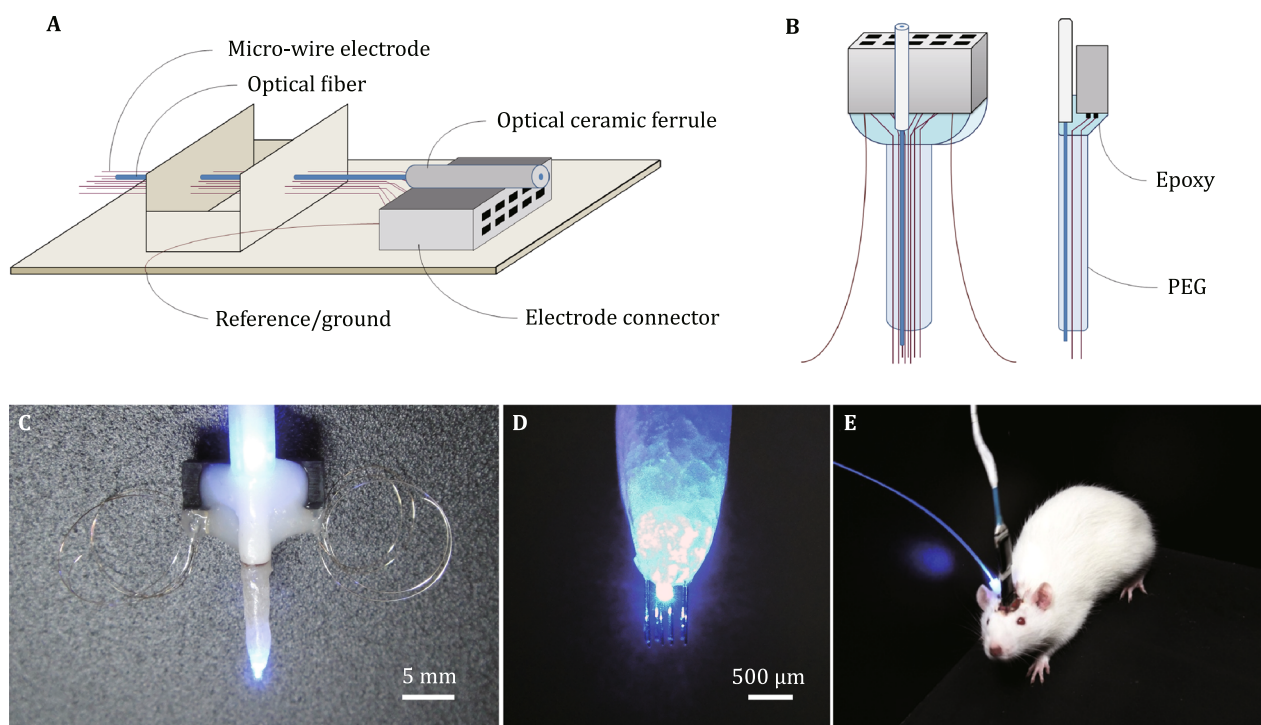 A
Micro-wire electrode
Optical fiber
Optical ceramic ferrule
Reference/ground
Electrode connector
B
Epoxy
PEG
C
5 mm
D
500 μm
E